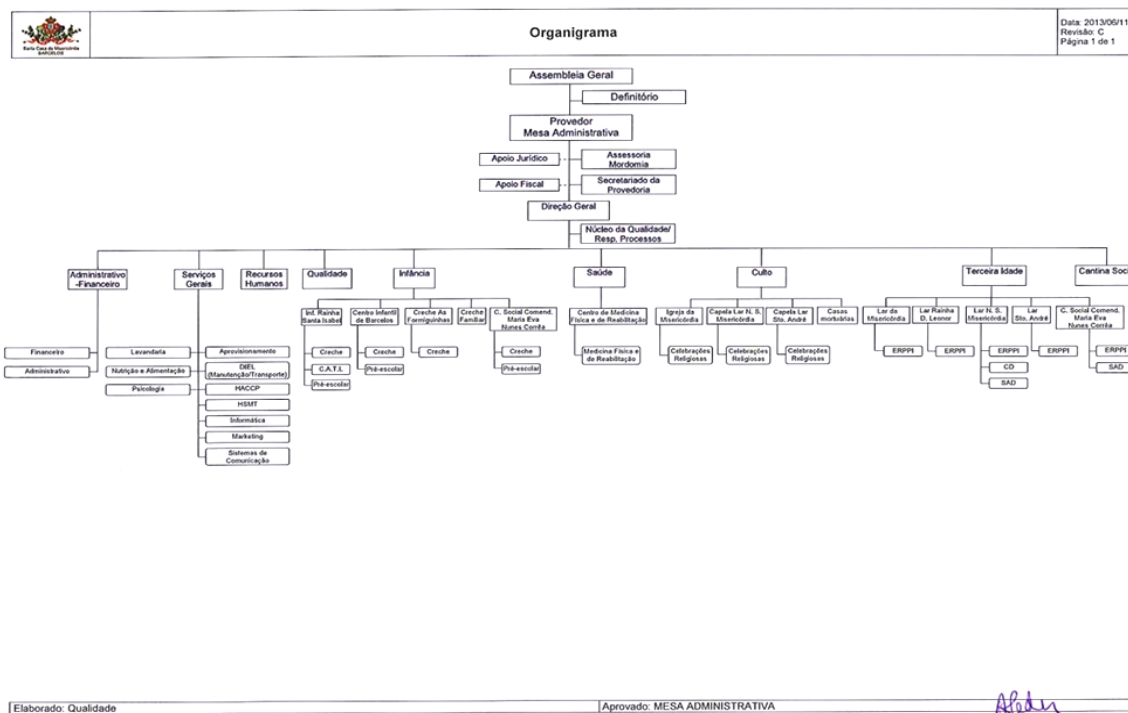 Santa Casa da Misericórdia
BARCELOS
Organigrama
Data: 2013/06/11
Revisão: C
Página 1 de 1
Assembleia Geral
Definitório
Provedor
Mesa Administrativa
Apoio Jurídico
Assessoria
Mordomia
Apoio Fiscal
Secretariado da
Provedoria
Direção Geral
Núcleo da Qualidade/
Resp. Processos
Administrativo
-Financeiro
Serviços
Gerais
Recursos
Humanos
Qualidade
Infância
Saúde
Culto
Terceira Idade
Cantina Soci
Inf. Rainha
Santa Isabel
Centro Infantil
de Barcelos
Creche As
Formiguinhas
Creche
Familiar
C. Social Comend.
Maria Eva
Nunes Corrêa
Centro de Medicina
Física e de Reabilitação
Igreja da
Misericórdia
Capela Lar N. S.
Misericórdia
Capela Lar
Sto. André
Casas
mortuárias
Lar da
Misericórdia
Lar Rainha
D. Leonor
Lar N. S.
Misericórdia
Lar
Sto. André
C. Social Comend.
Maria Eva
Nunes Corrêa
Financeiro
Administrativo
Lavandaria
Nutrição e Alimentação
Psicologia
Aprovisionamento
DIEL
(Manutenção/Transporte)
HACCP
HSMT
Informática
Marketing
Sistemas de
Comunicação
Creche
C.A.T.L.
Pré-escolar
Creche
Pré-escolar
Creche
Creche
Pré-escolar
Medicina Física e
de Reabilitação
Celebrações
Religiosas
Celebrações
Religiosas
Celebrações
Religiosas
ERPPI
ERPPI
ERPPI
CD
SAD
ERPPI
ERPPI
SAD
Elaborado: Qualidade
Aprovado: MESA ADMINISTRATIVA